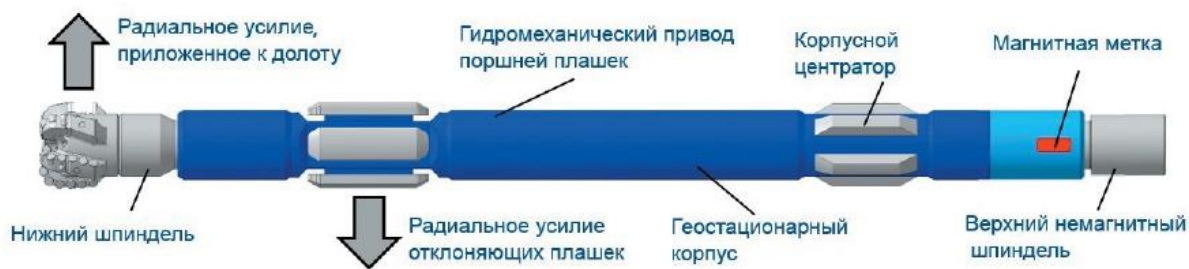 Радиальное усилие,
приложенное к долоту
Гидромеханический привод
поршней плашек
Корпусной
центратор
Магнитная метка
Нижний шпиндель
Радиальное усилие
отклоняющих плашек
Геостационарный
корпус
Верхний немагнитный
шпиндель